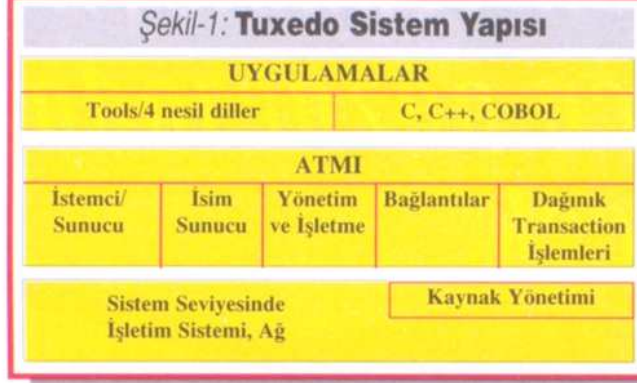 Şekil-1: Tuxedo Sistem Yapısı
UYGULAMALAR
Tools/4 nesil diller
C, C++, COBOL
ATMI
İstemci/
Sunucu
İsim
Sunucu
Yönetim
ve İşletme
Bağlantılar
Dağınık
Transaction
İşlemleri
Sistem Seviyesinde
İşletim Sistemi, Ağ
Kaynak Yönetimi